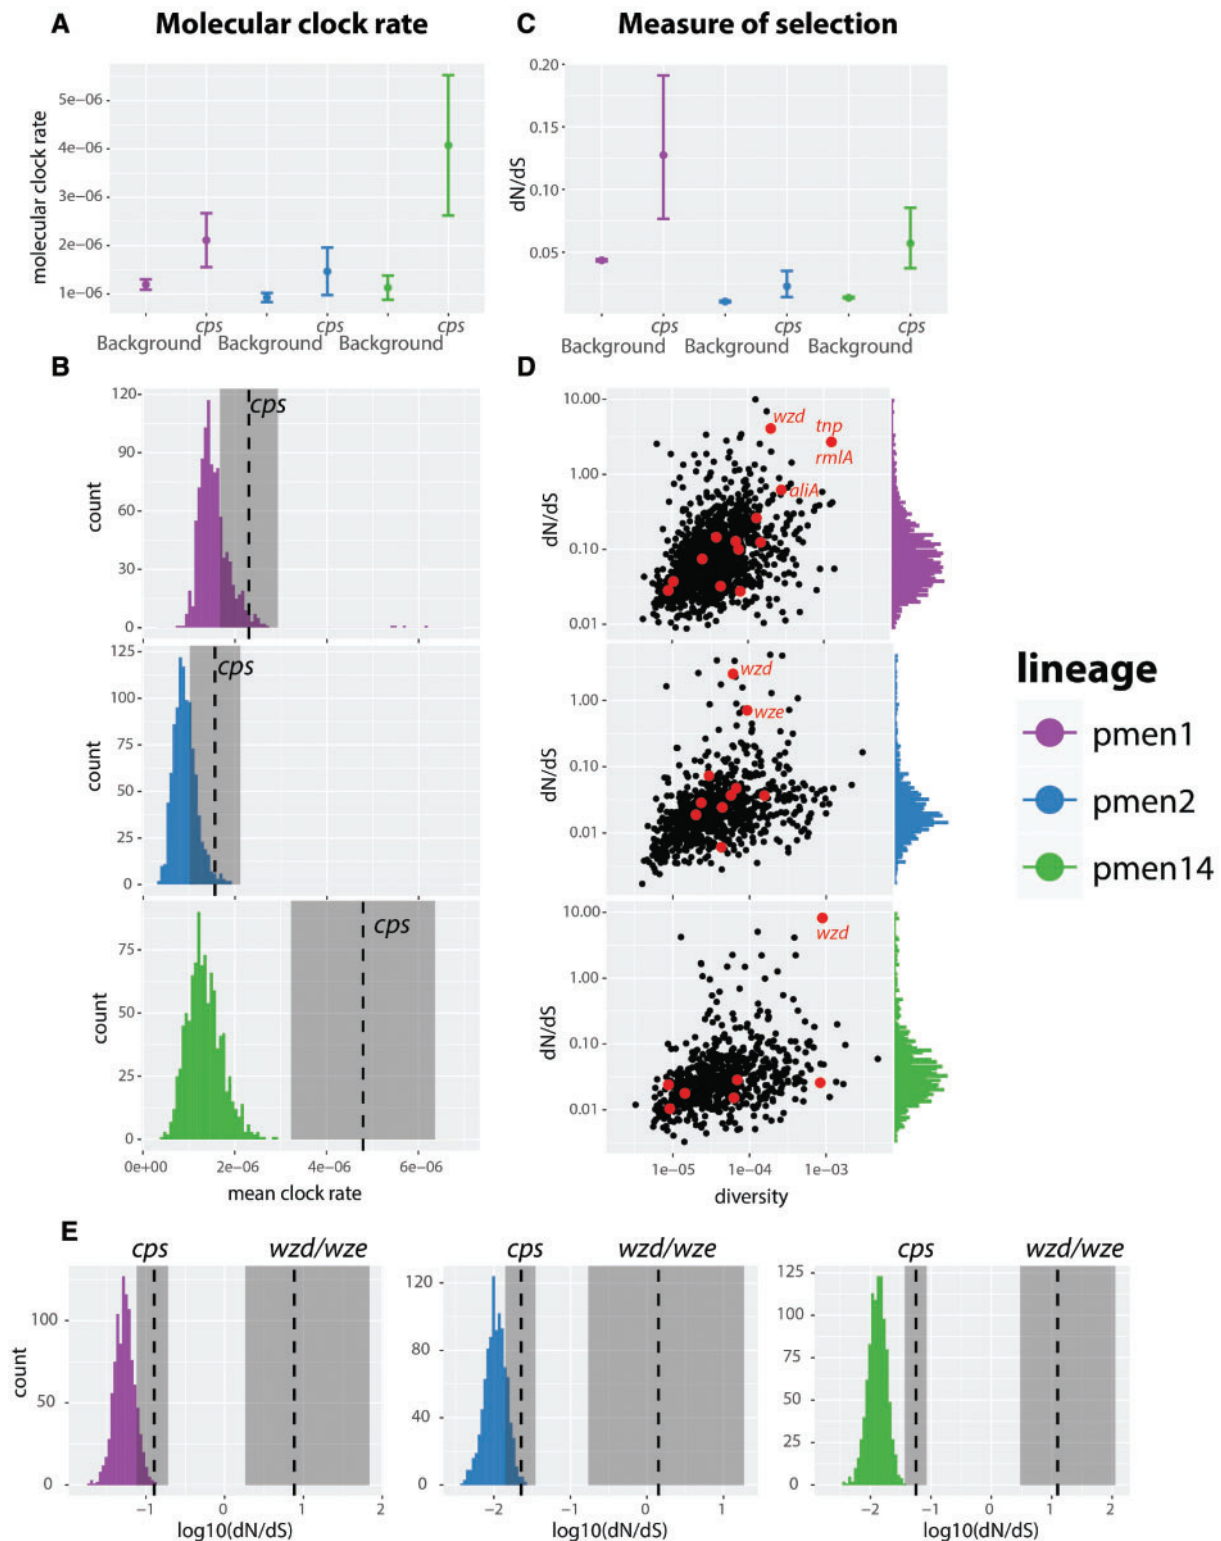 A Molecular clock rate
5e−06
4e−06
3e−06
2e−06
1e−06
molecular clock rate
cps cps cps
Background Background Background
C Measure of selection
0.20
0.15
0.10
0.05
dN/dS
cps cps cps
Background Background Background
B
120
90
60
30
0
count
cps
125
100
75
50
25
0
count
cps
75
50
25
0
count
cps
0e+00 2e−06 4e−06 6e−06
mean clock rate
D
10.00
1.00
0.10
0.01
dN/dS
wzd
tnp
rmlA
aliA
1.00
0.10
0.01
dN/dS
wzd
wze
10.00
1.00
0.10
0.01
dN/dS
wzd
1e−05 1e−04 1e−03
diversity
lineage
pmen1
pmen2
pmen14
E
cps wzd/wze
100
50
0
count
−1 0 1 2
log10(dN/dS)
cps wzd/wze
120
80
40
0
−2 −1 0 1
log10(dN/dS)
cps wzd/wze
125
100
75
50
25
0
−2 −1 0 1 2
log10(dN/dS)